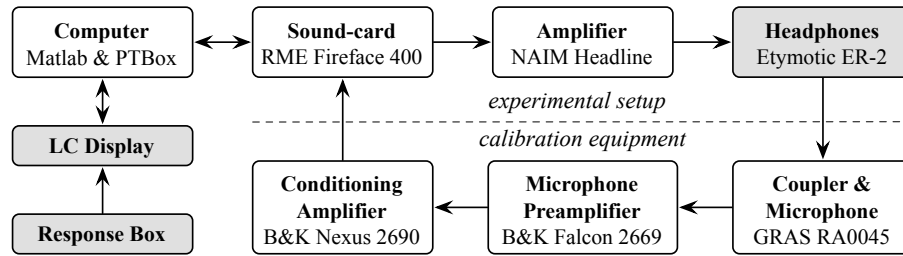 Computer
Matlab & PTBox
Sound-card
RME Fireface 400
Amplifier
NAIM Headline
Headphones
Etymotic ER-2
experimental setup
calibration equipment
LC Display
Response Box
Conditioning
Amplifier
B&K Nexus 2690
Microphone
Preamplifier
B&K Falcon 2669
Coupler &
Microphone
GRAS RA0045